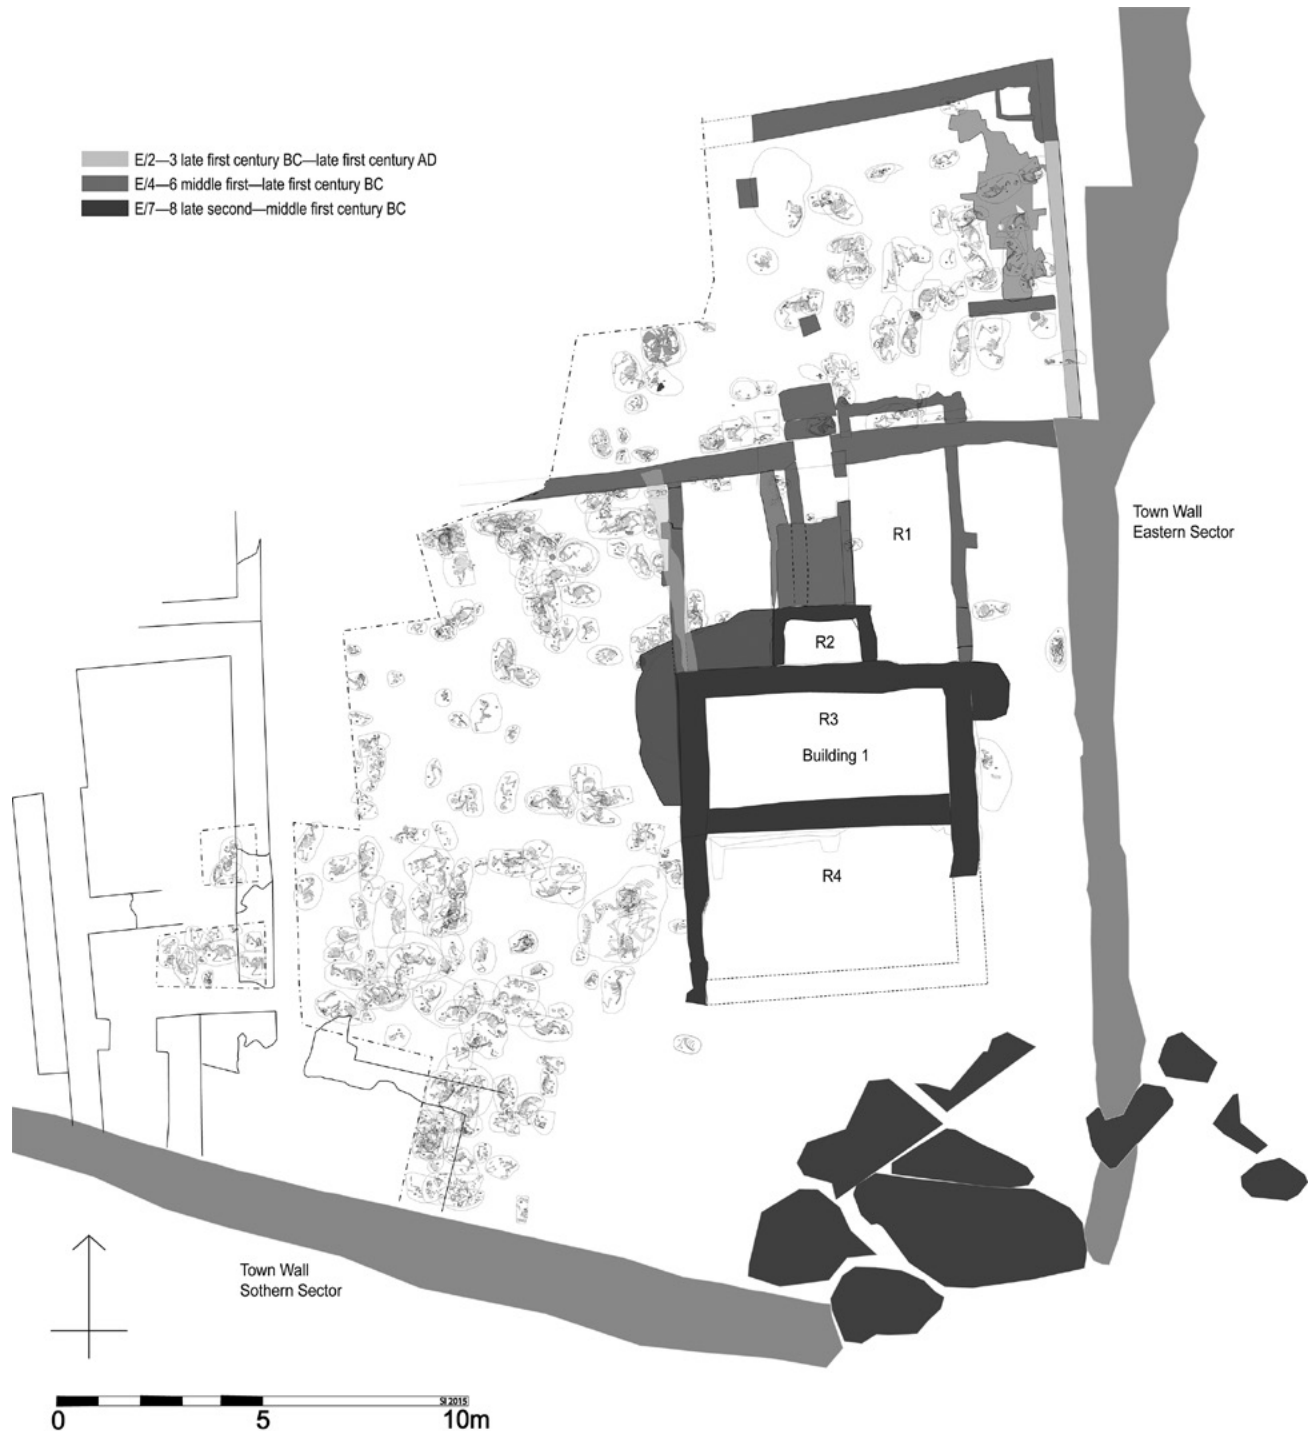 E/2—3 late first century BC—late first century AD
E/4—6 middle first—late first century BC
E/7—8 late second—middle first century BC
Town Wall
Eastern Sector
R1
R2
R3
Building 1
R4
Town Wall
Sothern Sector
SI 2015
0 5 10m